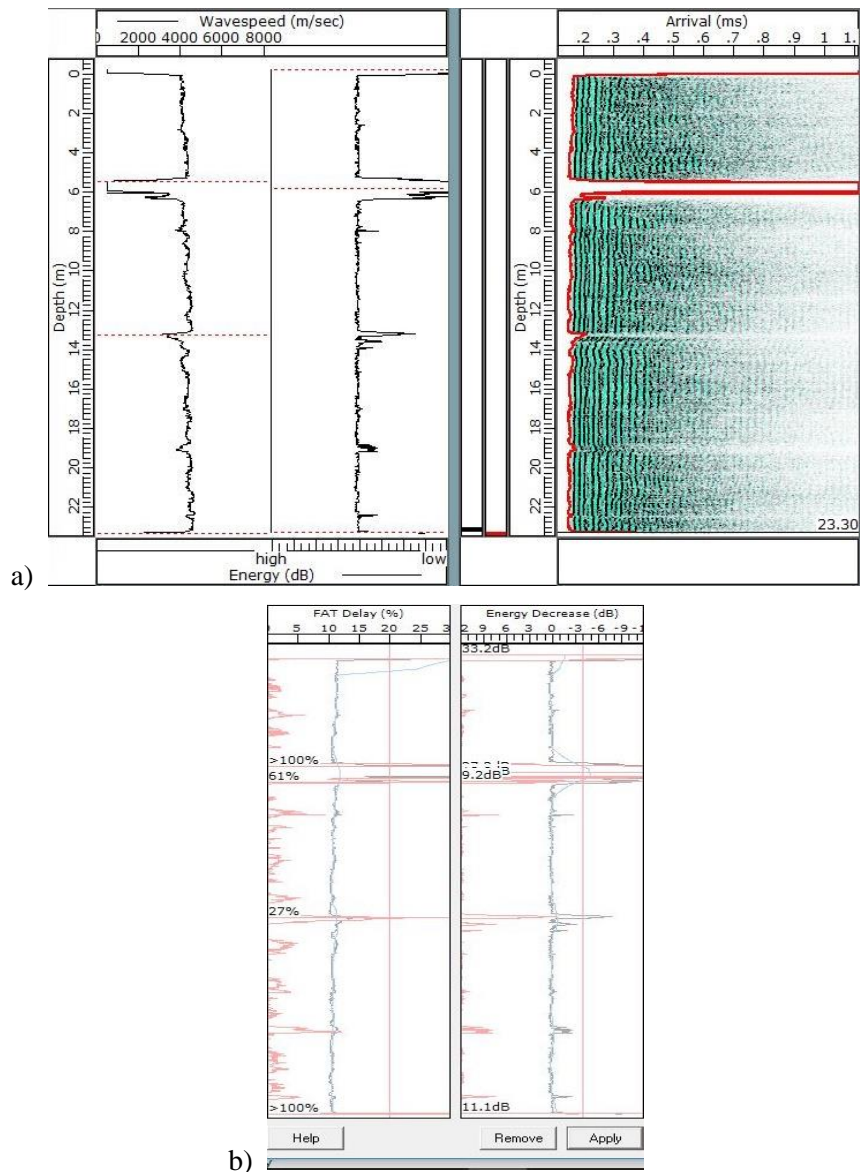 Wavespeed (m/sec)
0 2000 4000 6000 8000
Arrival (ms)
.2 .3 .4 .5 .6 .7 .8 .9 1 1.1
Depth (m)
0
2
4
6
8
10
12
14
16
18
20
22
Depth (m)
0
2
4
6
8
10
12
14
16
18
20
22
23.30
high low
Energy (dB)
a)
FAT Delay (%)
5 10 15 20 25 30
Energy Decrease (dB)
9 6 3 0 -3 -6 -9
33.2dB
>100%
61%
9.2dB
27%
>100%
11.1dB
Help
Remove
Apply
b)